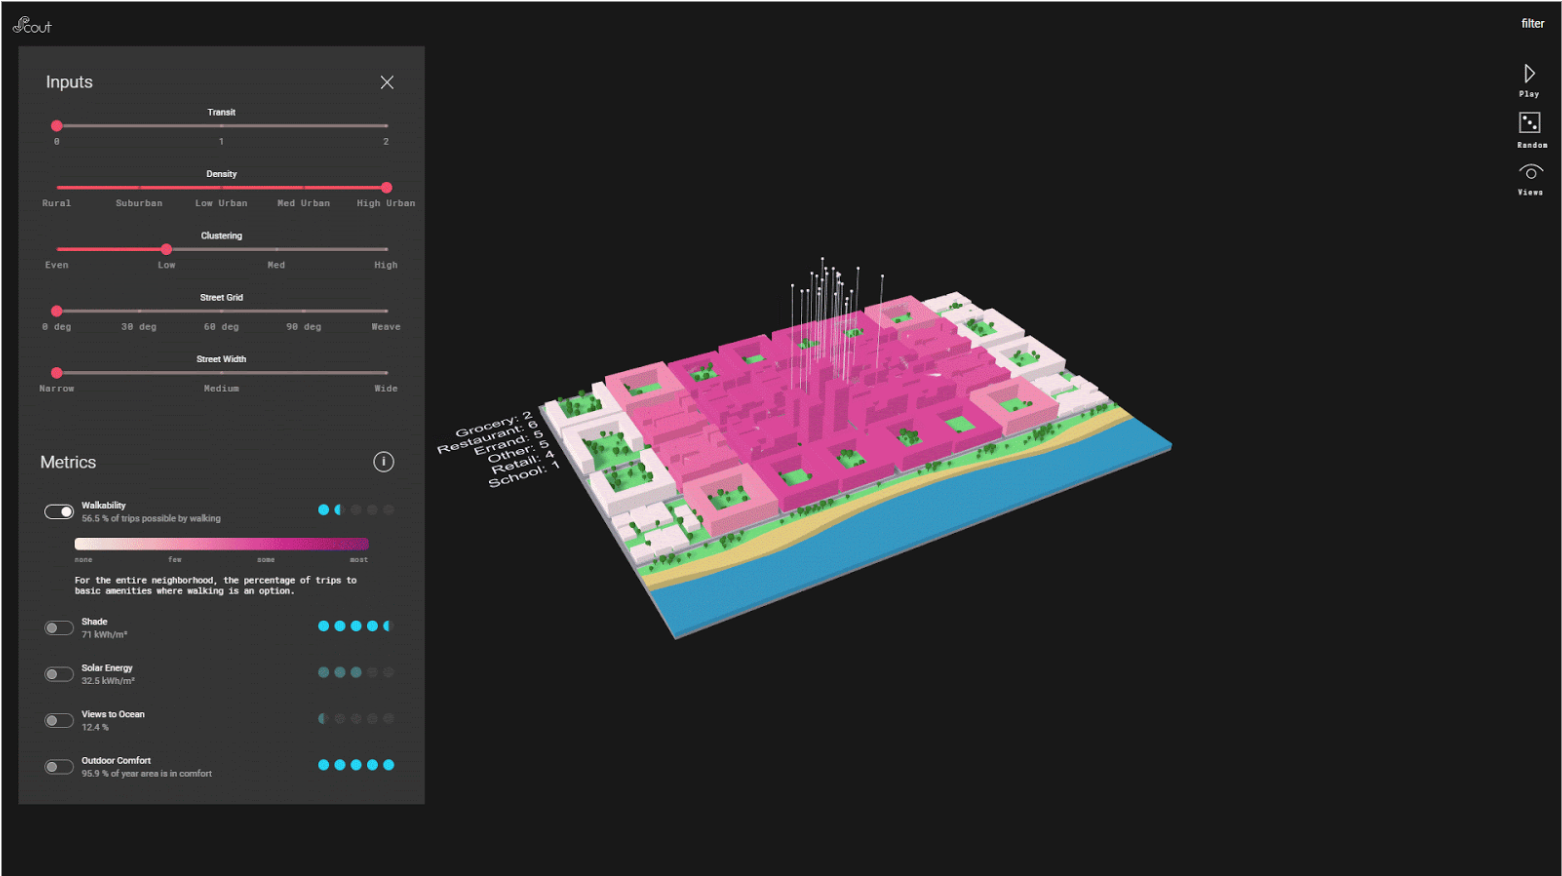 Scout
filter
Inputs
Transit
0 1 2
Density
Rural Suburban Low Urban Med Urban High Urban
Clustering
Even Low Med High
Street Grid
0 deg 30 deg 60 deg 90 deg Weave
Street Width
Narrow Medium Wide
Metrics
i
Walkability
56.5 % of trips possible by walking
none few some most
For the entire neighborhood, the percentage of trips to
basic amenities where walking is an option.
Shade
71 kWh/m²
Solar Energy
32.5 kWh/m²
Views to Ocean
12.4 %
Outdoor Comfort
95.9 % of year area is in comfort
Grocery: 2
Restaurant: 6
Errand: 5
Other: 5
Retail: 4
School: 1
Play
Random
Views